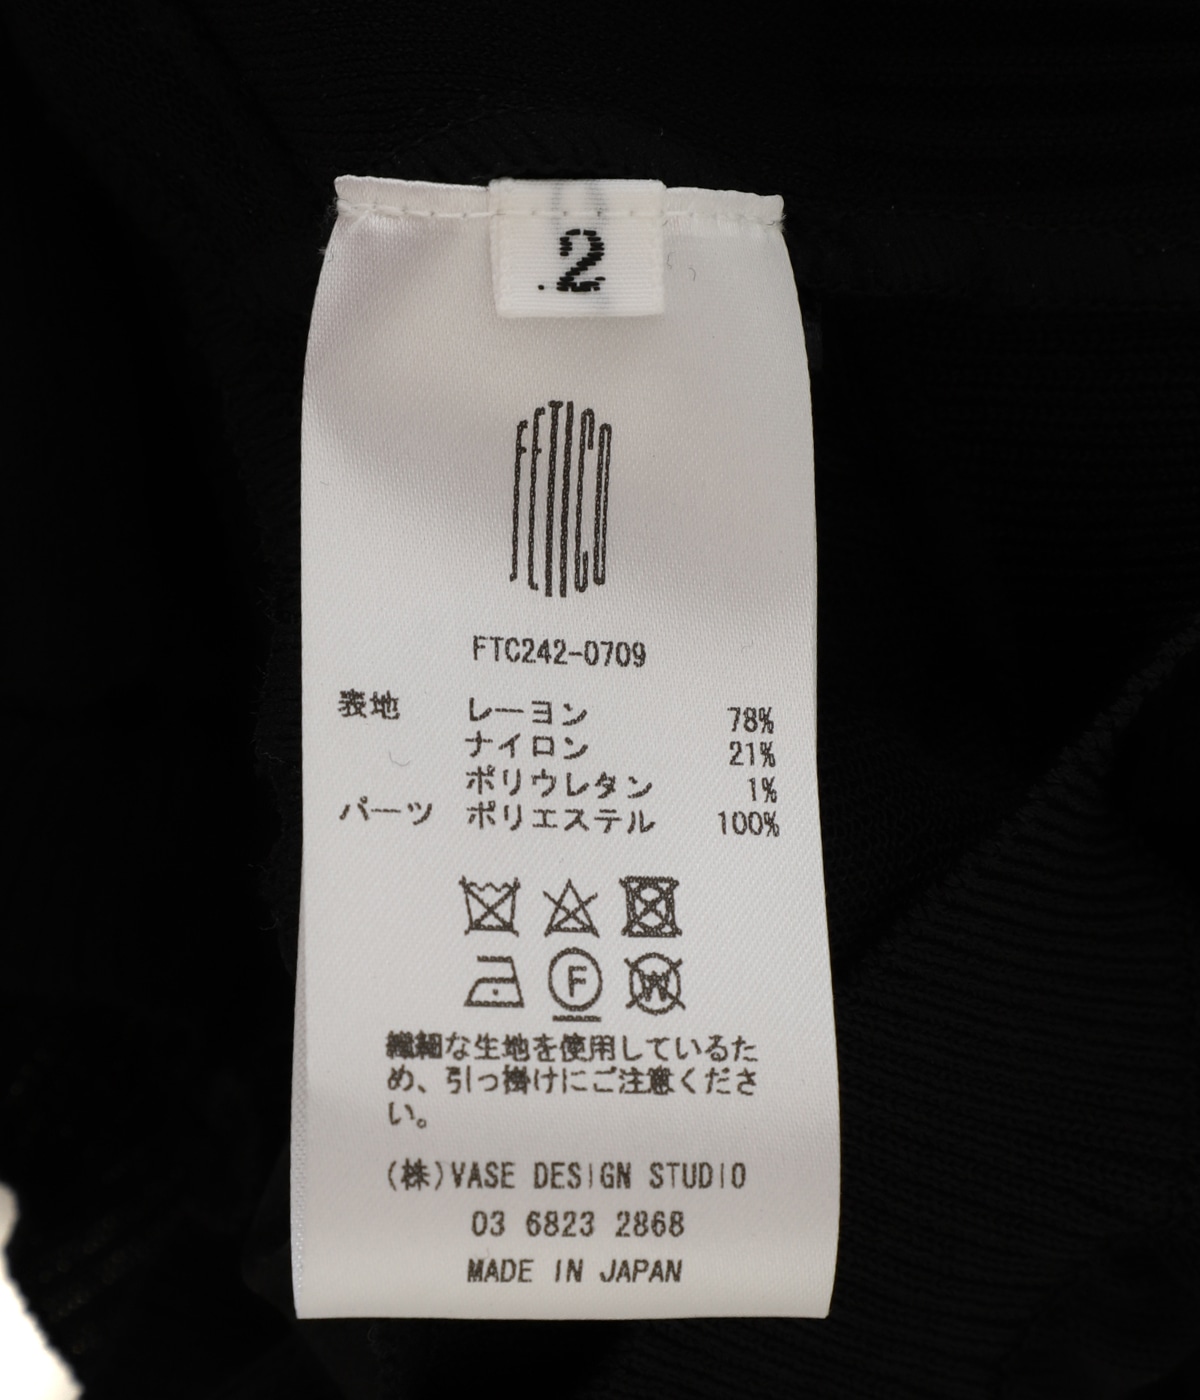 2
FETICO
FTC242-0709
表地 レーヨン 78%
ナイロン 21%
ポリウレタン 1%
パーツ ポリエステル 100%
F
W
繊細な生地を使用しているた
め、引っ掛けにご注意くださ
い。
(株)VASE DESIGN STUDIO
03 6823 2868
MADE IN JAPAN